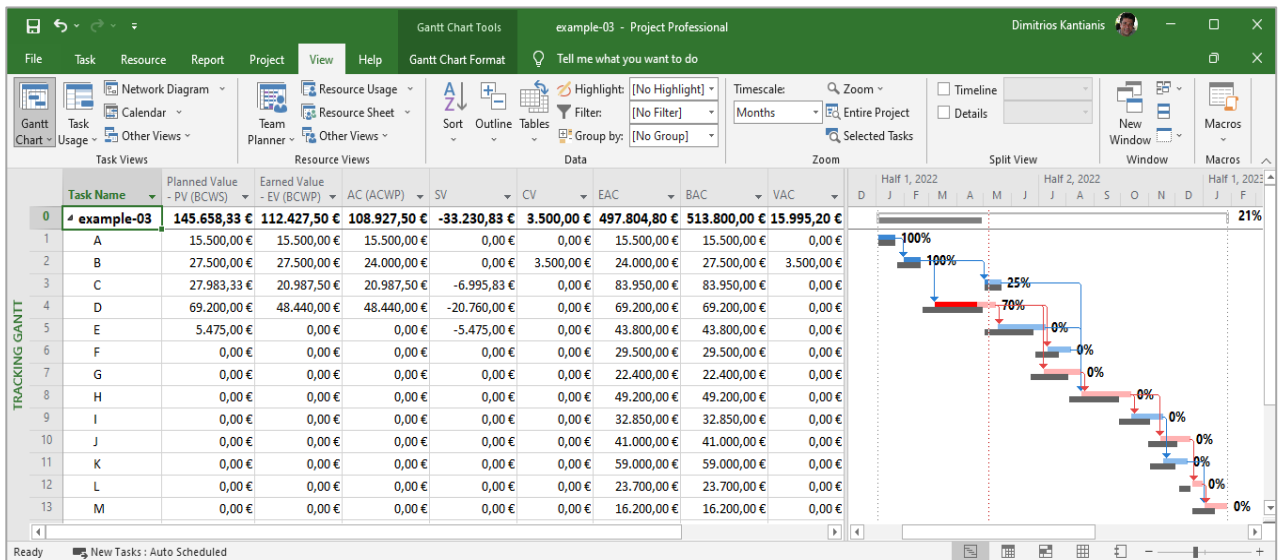 Gantt Chart Tools example-03 - Project Professional Dimitrios Kantianis
File Task Resource Report Project View Help Gantt Chart Format Tell me what you want to do
Gantt Chart Task Usage Network Diagram Calendar Other Views
Task Views
Team Planner Resource Usage Resource Sheet Other Views
Resource Views
Sort Outline Tables Highlight: [No Highlight] Filter: [No Filter] Group by: [No Group]
Data
Timescale: Months Zoom Entire Project Selected Tasks
Zoom
Timeline Details
Split View
New Window
Window
Macros
Macros
Task Name Planned Value - PV (BCWS) Earned Value - EV (BCWP) AC (ACWP) SV CV EAC BAC VAC
Half 1, 2022 Half 2, 2022 Half 1, 2023
D J F M A M J J A S O N D J F
0 example-03 145.658,33 € 112.427,50 € 108.927,50 € -33.230,83 € 3.500,00 € 497.804,80 € 513.800,00 € 15.995,20 € 21%
1 A 15.500,00 € 15.500,00 € 15.500,00 € 0,00 € 0,00 € 15.500,00 € 15.500,00 € 0,00 € 100%
2 B 27.500,00 € 27.500,00 € 24.000,00 € 0,00 € 3.500,00 € 24.000,00 € 27.500,00 € 3.500,00 € 100%
3 C 27.983,33 € 20.987,50 € 20.987,50 € -6.995,83 € 0,00 € 83.950,00 € 83.950,00 € 0,00 € 25%
4 D 69.200,00 € 48.440,00 € 48.440,00 € -20.760,00 € 0,00 € 69.200,00 € 69.200,00 € 0,00 € 70%
5 E 5.475,00 € 0,00 € 0,00 € -5.475,00 € 0,00 € 43.800,00 € 43.800,00 € 0,00 € 0%
6 F 0,00 € 0,00 € 0,00 € 0,00 € 0,00 € 29.500,00 € 29.500,00 € 0,00 € 0%
7 G 0,00 € 0,00 € 0,00 € 0,00 € 0,00 € 22.400,00 € 22.400,00 € 0,00 € 0%
8 H 0,00 € 0,00 € 0,00 € 0,00 € 0,00 € 49.200,00 € 49.200,00 € 0,00 € 0%
9 I 0,00 € 0,00 € 0,00 € 0,00 € 0,00 € 32.850,00 € 32.850,00 € 0,00 € 0%
10 J 0,00 € 0,00 € 0,00 € 0,00 € 0,00 € 41.000,00 € 41.000,00 € 0,00 € 0%
11 K 0,00 € 0,00 € 0,00 € 0,00 € 0,00 € 59.000,00 € 59.000,00 € 0,00 € 0%
12 L 0,00 € 0,00 € 0,00 € 0,00 € 0,00 € 23.700,00 € 23.700,00 € 0,00 € 0%
13 M 0,00 € 0,00 € 0,00 € 0,00 € 0,00 € 16.200,00 € 16.200,00 € 0,00 € 0%
TRACKING GANTT
Ready New Tasks : Auto Scheduled